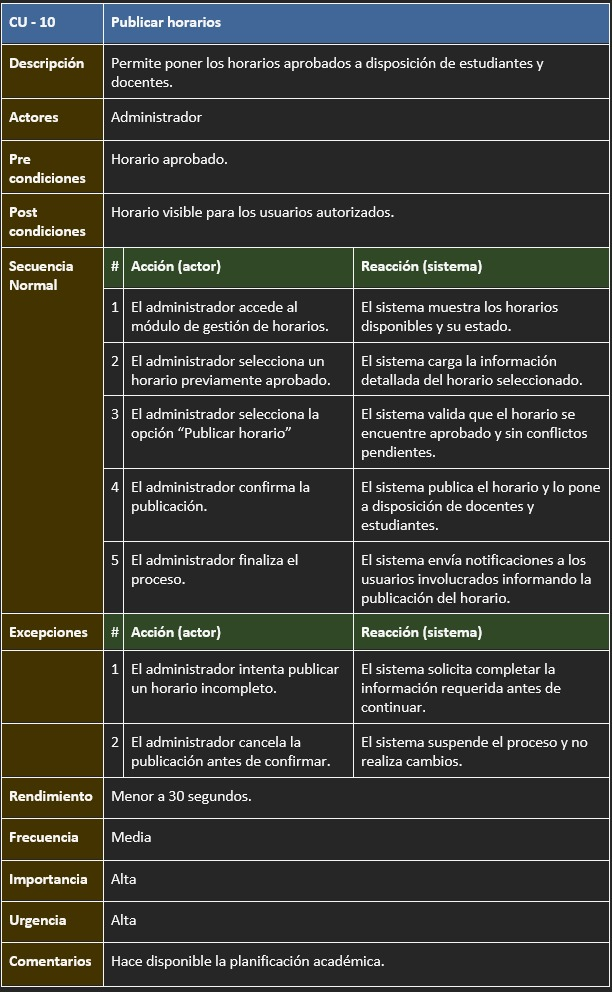 CU - 10 Publicar horarios
Descripción Permite poner los horarios aprobados a disposición de estudiantes y
docentes.
Actores Administrador
Pre
condiciones Horario aprobado.
Post
condiciones Horario visible para los usuarios autorizados.
Secuencia
Normal
# Acción (actor) Reacción (sistema)
1 El administrador accede al
módulo de gestión de horarios.
El sistema muestra los horarios
disponibles y su estado.
2 El administrador selecciona un
horario previamente aprobado.
El sistema carga la información
detallada del horario seleccionado.
3 El administrador selecciona la
opción “Publicar horario”
El sistema valida que el horario se
encuentre aprobado y sin conflictos
pendientes.
4 El administrador confirma la
publicación.
El sistema publica el horario y lo pone
a disposición de docentes y
estudiantes.
5 El administrador finaliza el
proceso.
El sistema envía notificaciones a los
usuarios involucrados informando la
publicación del horario.
Excepciones # Acción (actor) Reacción (sistema)
1 El administrador intenta publicar
un horario incompleto.
El sistema solicita completar la
información requerida antes de
continuar.
2 El administrador cancela la
publicación antes de confirmar.
El sistema suspende el proceso y no
realiza cambios.
Rendimiento Menor a 30 segundos.
Frecuencia Media
Importancia Alta
Urgencia Alta
Comentarios Hace disponible la planificación académica.